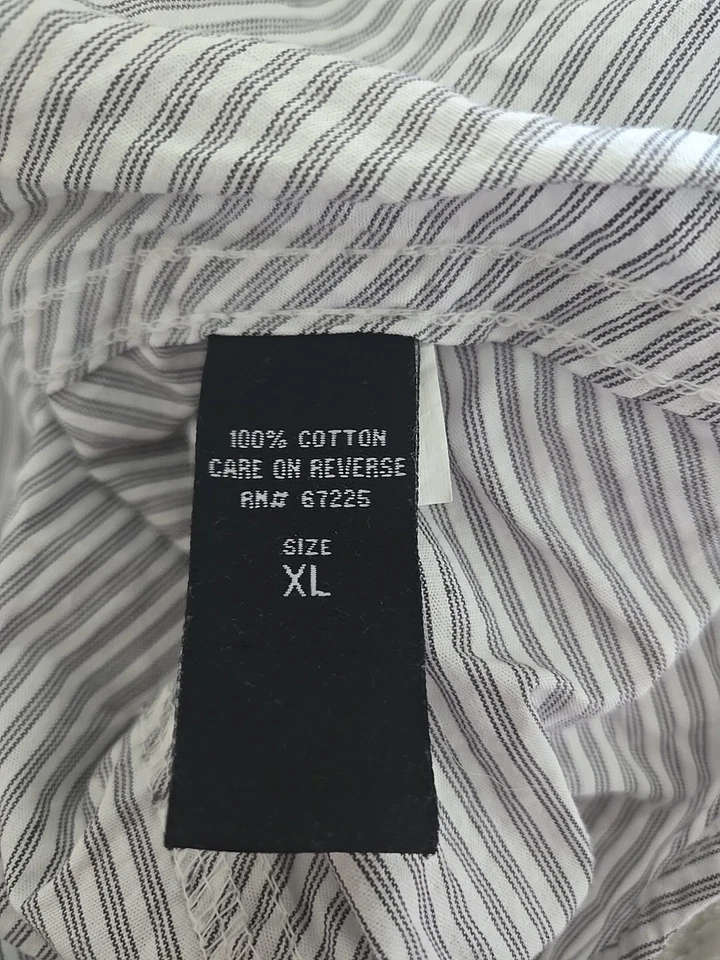 100% COTTON
CARE ON REVERSE
RN# 67225
SIZE
XL